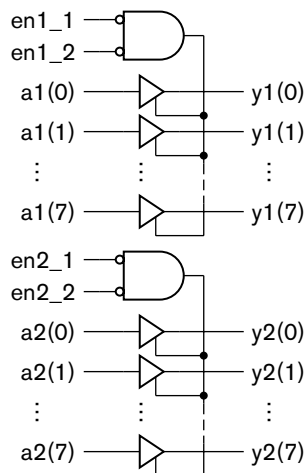 en1_1
en1_2
a1(0) y1(0)
a1(1) y1(1)
... ... ...
a1(7) y1(7)
en2_1
en2_2
a2(0) y2(0)
a2(1) y2(1)
... ... ...
a2(7) y2(7)